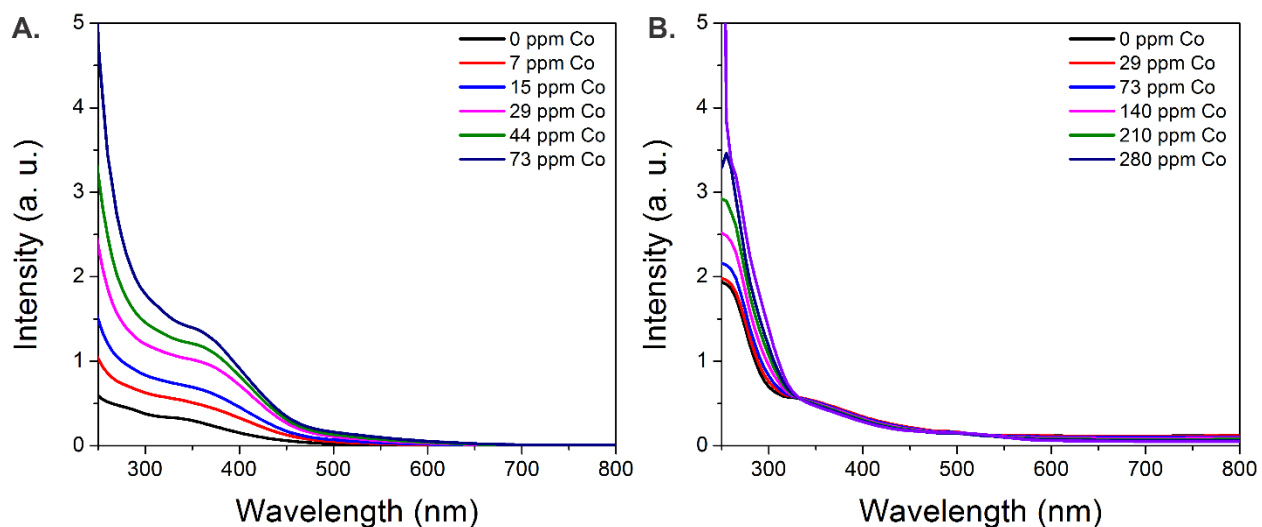 A.
5
4
3
2
1
0
Intensity (a. u.)
0 ppm Co
7 ppm Co
15 ppm Co
29 ppm Co
44 ppm Co
73 ppm Co
300 400 500 600 700 800
Wavelength (nm)
B.
5
4
3
2
1
0
Intensity (a. u.)
0 ppm Co
29 ppm Co
73 ppm Co
140 ppm Co
210 ppm Co
280 ppm Co
300 400 500 600 700 800
Wavelength (nm)